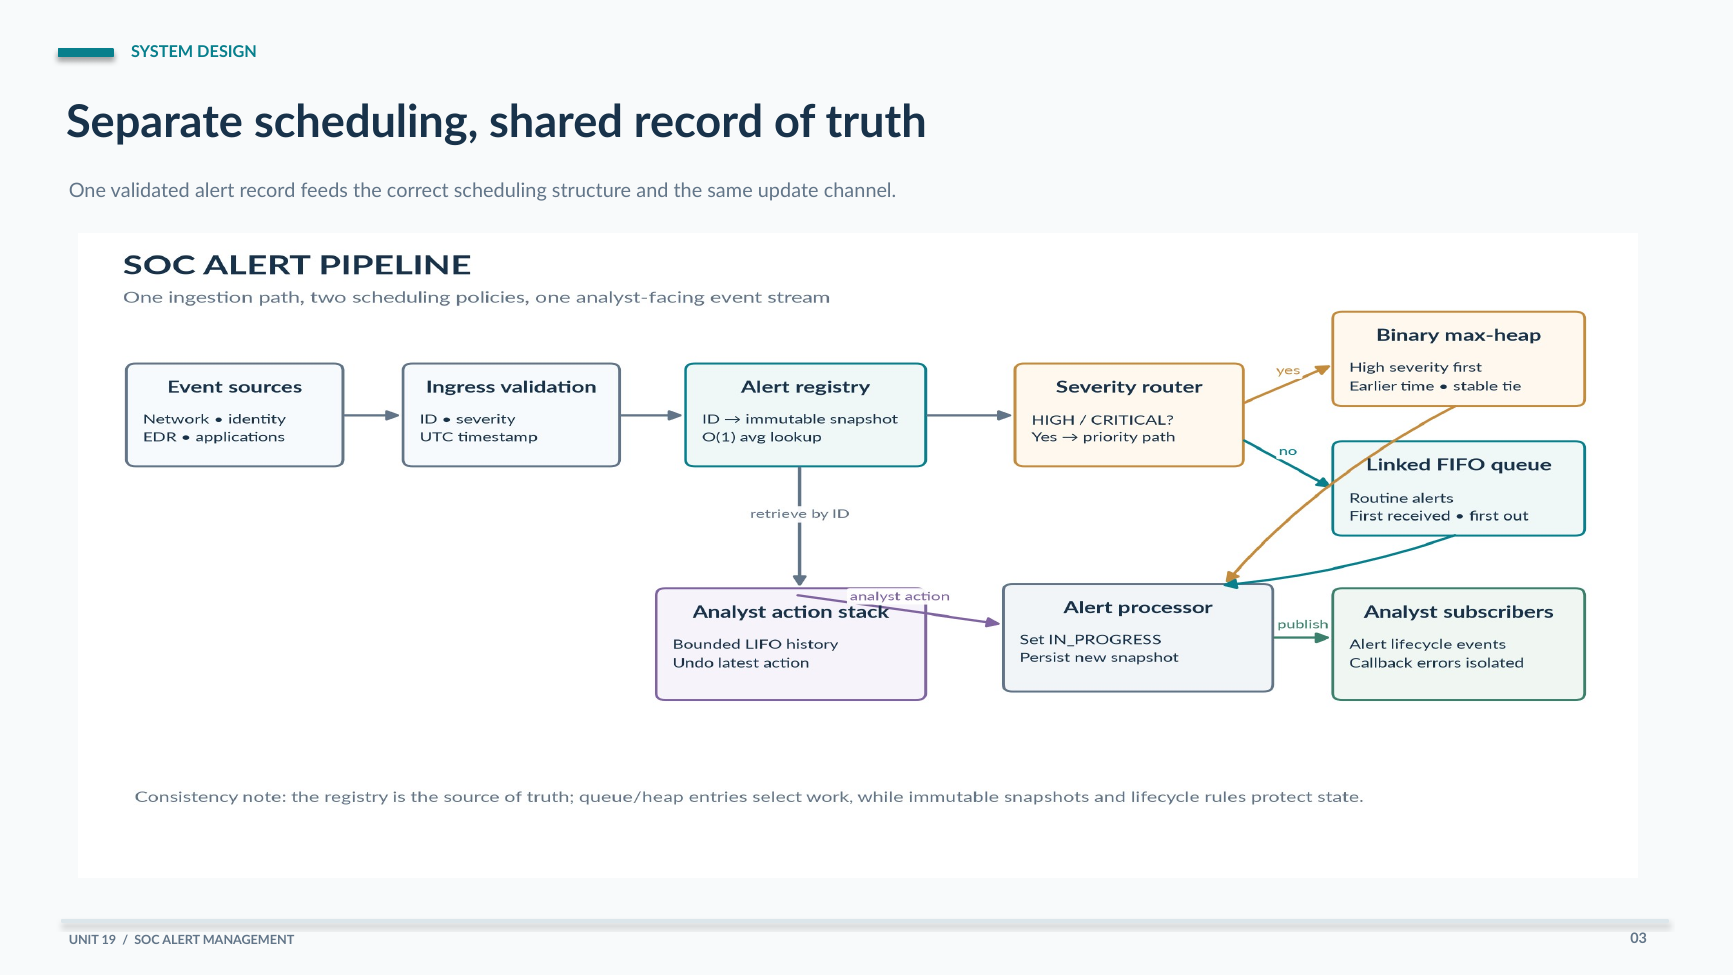 SYSTEM DESIGN
Separate scheduling, shared record of truth
One validated alert record feeds the correct scheduling structure and the same update channel.
SOC ALERT PIPELINE
One ingestion path, two scheduling policies, one analyst-facing event stream
Event sources
Network • identity
EDR • applications
Ingress validation
ID • severity
UTC timestamp
Alert registry
ID → immutable snapshot
O(1) avg lookup
Severity router
HIGH / CRITICAL?
Yes → priority path
yes
no
Binary max-heap
High severity first
Earlier time • stable tie
Linked FIFO queue
Routine alerts
First received • first out
retrieve by ID
Analyst action stack
Bounded LIFO history
Undo latest action
analyst action
Alert processor
Set IN_PROGRESS
Persist new snapshot
publish
Analyst subscribers
Alert lifecycle events
Callback errors isolated
Consistency note: the registry is the source of truth; queue/heap entries select work, while immutable snapshots and lifecycle rules protect state.
UNIT 19 / SOC ALERT MANAGEMENT
03